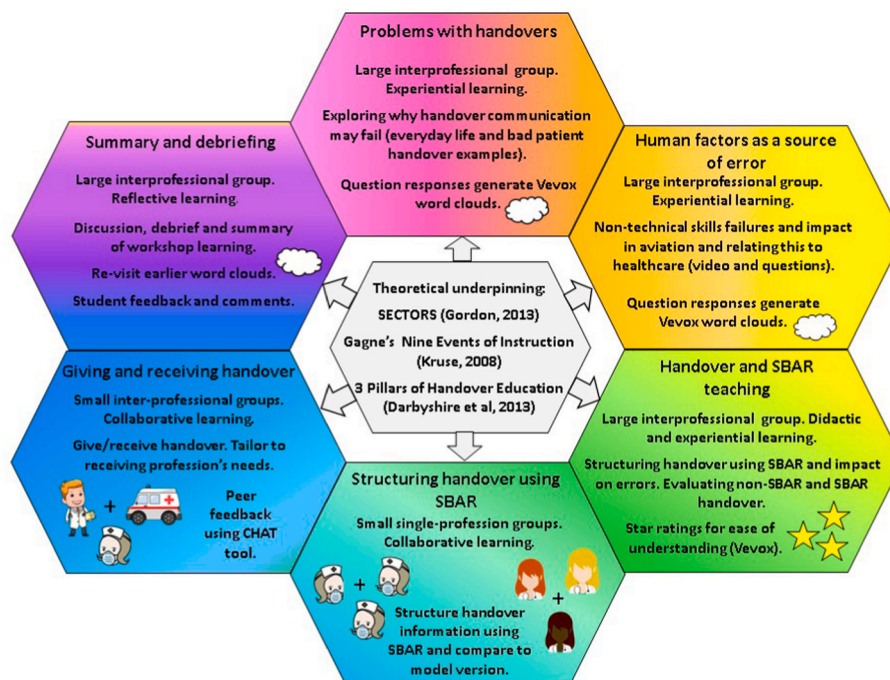 Problems with handovers
Large interprofessional group.
Experiential learning.
Exploring why handover communication
may fail (everyday life and bad patient
handover examples).
Question responses generate Vevox
word clouds.
Human factors as a source
of error
Large interprofessional group.
Experiential learning.
Non-technical skills failures and impact
in aviation and relating this to
healthcare (video and questions).
Question responses generate
Vevox word clouds.
Handover and SBAR
teaching
Large interprofessional group. Didactic
and experiential learning.
Structuring handover using SBAR and impact
on errors. Evaluating non-SBAR and SBAR
handover.
Star ratings for ease of
understanding (Vevox).
Structuring handover using
SBAR
Small single-profession groups.
Collaborative learning.
+
+
Structure handover
information using
SBAR and compare to
model version.
Giving and receiving handover
Small inter-professional groups.
Collaborative learning.
Give/receive handover. Tailor to
receiving profession's needs.
+
Peer
feedback
using CHAT
tool.
Summary and debriefing
Large interprofessional group.
Reflective learning.
Discussion, debrief and summary
of workshop learning.
Re-visit earlier word clouds.
Student feedback and comments.
Theoretical underpinning:
SECTORS (Gordon, 2013)
Gagne's Nine Events of Instruction
(Kruse, 2008)
3 Pillars of Handover Education
(Darbyshire et al, 2013)